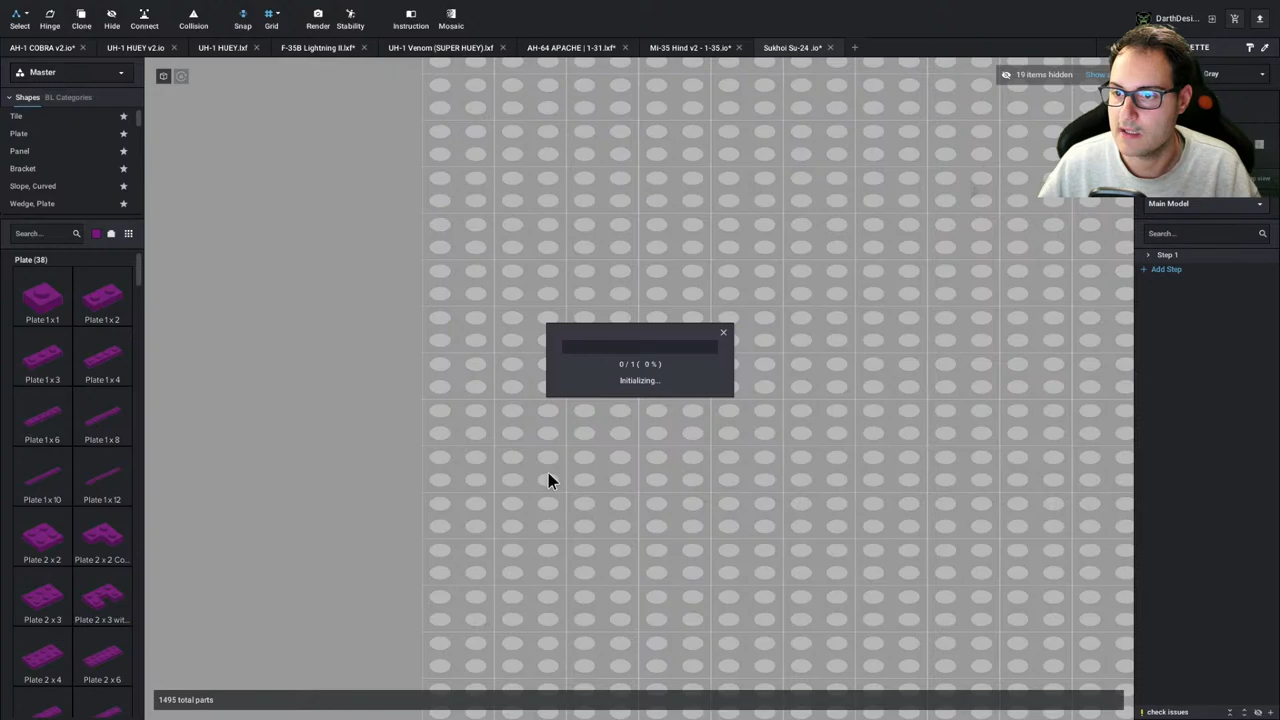 Select
Hinge
Clone
Hide
Connect
Collision
Snap
Grid
Render
Stability
Instruction
Mosaic
DarthDesi...
AH-1 COBRA v2.io*
UH-1 HUEY v2.io
UH-1 HUEY.lxf
F-35B Lightning II.lxf*
UH-1 Venom (SUPER HUEY).lxf
AH-64 APACHE | 1-31.lxf*
Mi-35 Hind v2 - 1-35.io*
Sukhoi Su-24 .io*
ETTE
Master
19 items hidden
Show
Gray
Shapes
BL Categories
Tile
Plate
Panel
Bracket
Slope, Curved
Wedge, Plate
view
Main Model
Search...
Search...
Step 1
Add Step
Plate (38)
Plate 1 x 1
Plate 1 x 2
Plate 1 x 3
Plate 1 x 4
Plate 1 x 6
Plate 1 x 8
Plate 1 x 10
Plate 1 x 12
Plate 2 x 2
Plate 2 x 2 Co...
Plate 2 x 3
Plate 2 x 3 wit...
Plate 2 x 4
Plate 2 x 6
0 / 1 ( 0 % )
Initializing...
1495 total parts
check issues